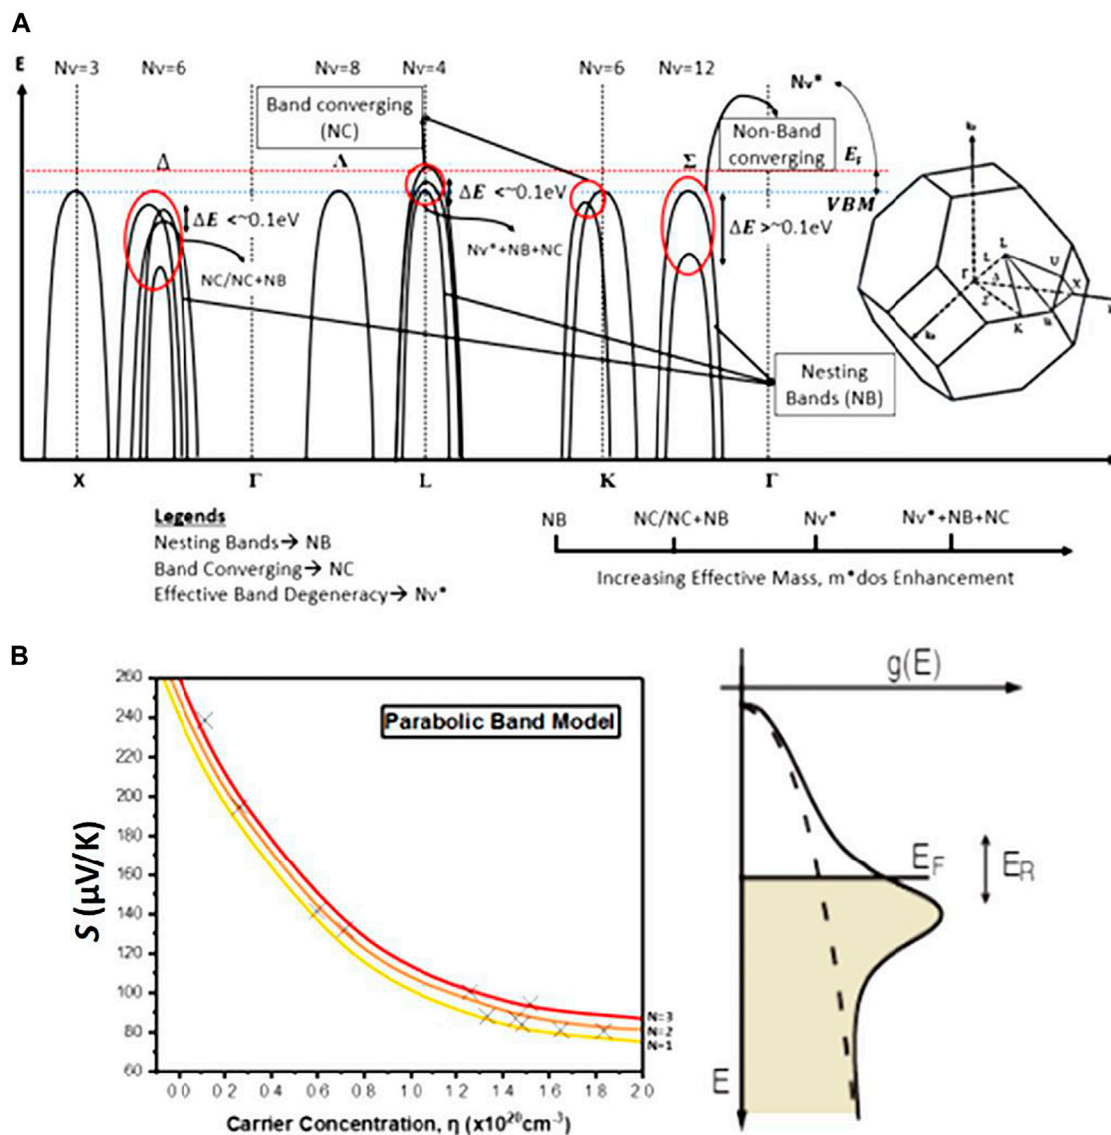 A
E
Nv=3
Nv=6
Nv=8
Nv=4
Nv=6
Nv=12
Nv*
Band converging
(NC)
Non-Band
converging
Δ
Λ
Σ
E_F
VBM
ΔE <~0.1eV
ΔE <~0.1eV
ΔE >~0.1eV
NC/NC+NB
Nv*+NB+NC
Nesting
Bands (NB)
X
Γ
L
K
Γ
L
U
X
Γ
K
Legends
Nesting Bands→ NB
Band Converging→ NC
Effective Band Degeneracy→ Nv*
NB
NC/NC+NB
Nv*
Nv*+NB+NC
Increasing Effective Mass, m*dos Enhancement
B
Parabolic Band Model
S (μV/K)
260
240
220
200
180
160
140
120
100
80
60
N=3
N=2
N=1
0.0 0.2 0.4 0.6 0.8 1.0 1.2 1.4 1.6 1.8 2.0
Carrier Concentration, η (x10²⁰cm⁻³)
g(E)
E_F
E_R
E